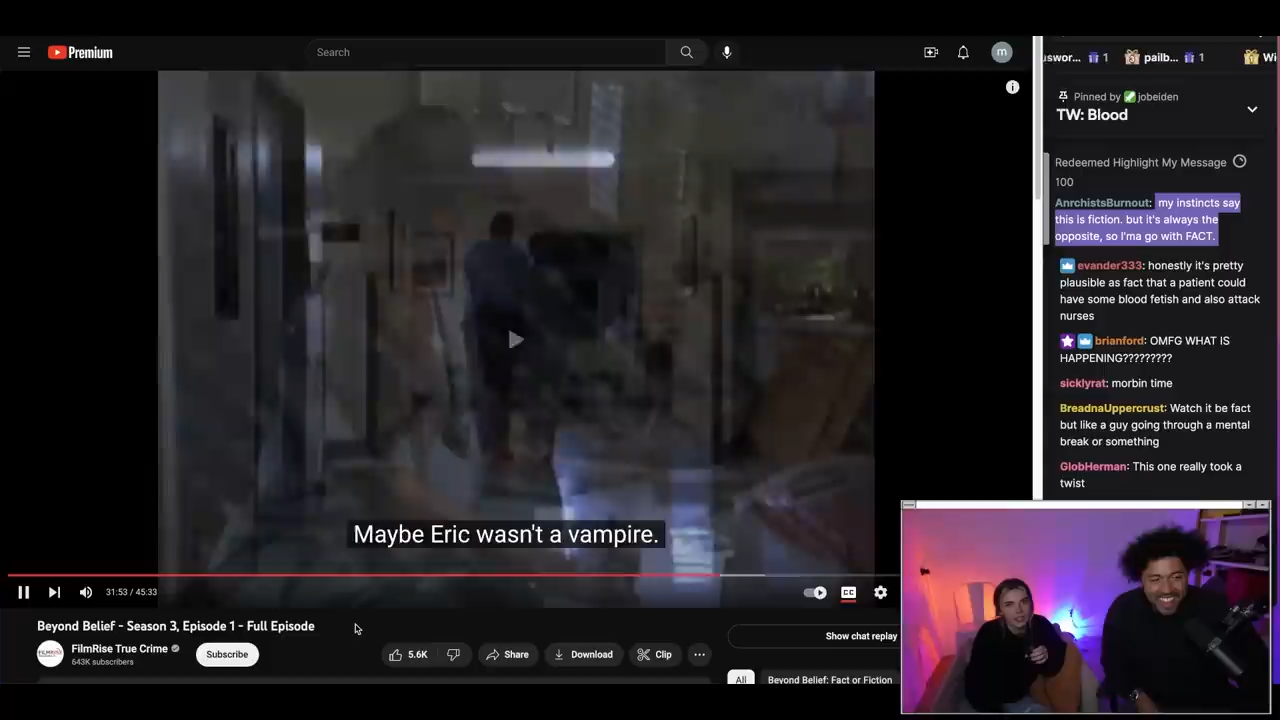 Premium
Search
m
uswor... 1 pailb... 1 Wi
Pinned by jobeiden
TW: Blood
Redeemed Highlight My Message
100
AnrchistsBurnout: my instincts say
this is fiction. but it's always the
opposite, so I'ma go with FACT.
evander333: honestly it's pretty
plausible as fact that a patient could
have some blood fetish and also attack
nurses
brianford: OMFG WHAT IS
HAPPENING?????????
sicklyrat: morbin time
BreadnaUppercrust: Watch it be fact
but like a guy going through a mental
break or something
GlobHerman: This one really took a
twist
Maybe Eric wasn't a vampire.
31:53 / 45:33
CC
Beyond Belief - Season 3, Episode 1 - Full Episode
FILMRISE
FilmRise True Crime
643K subscribers
Subscribe
5.6K
Share
Download
Clip
Show chat replay
All
Beyond Belief: Fact or Fiction